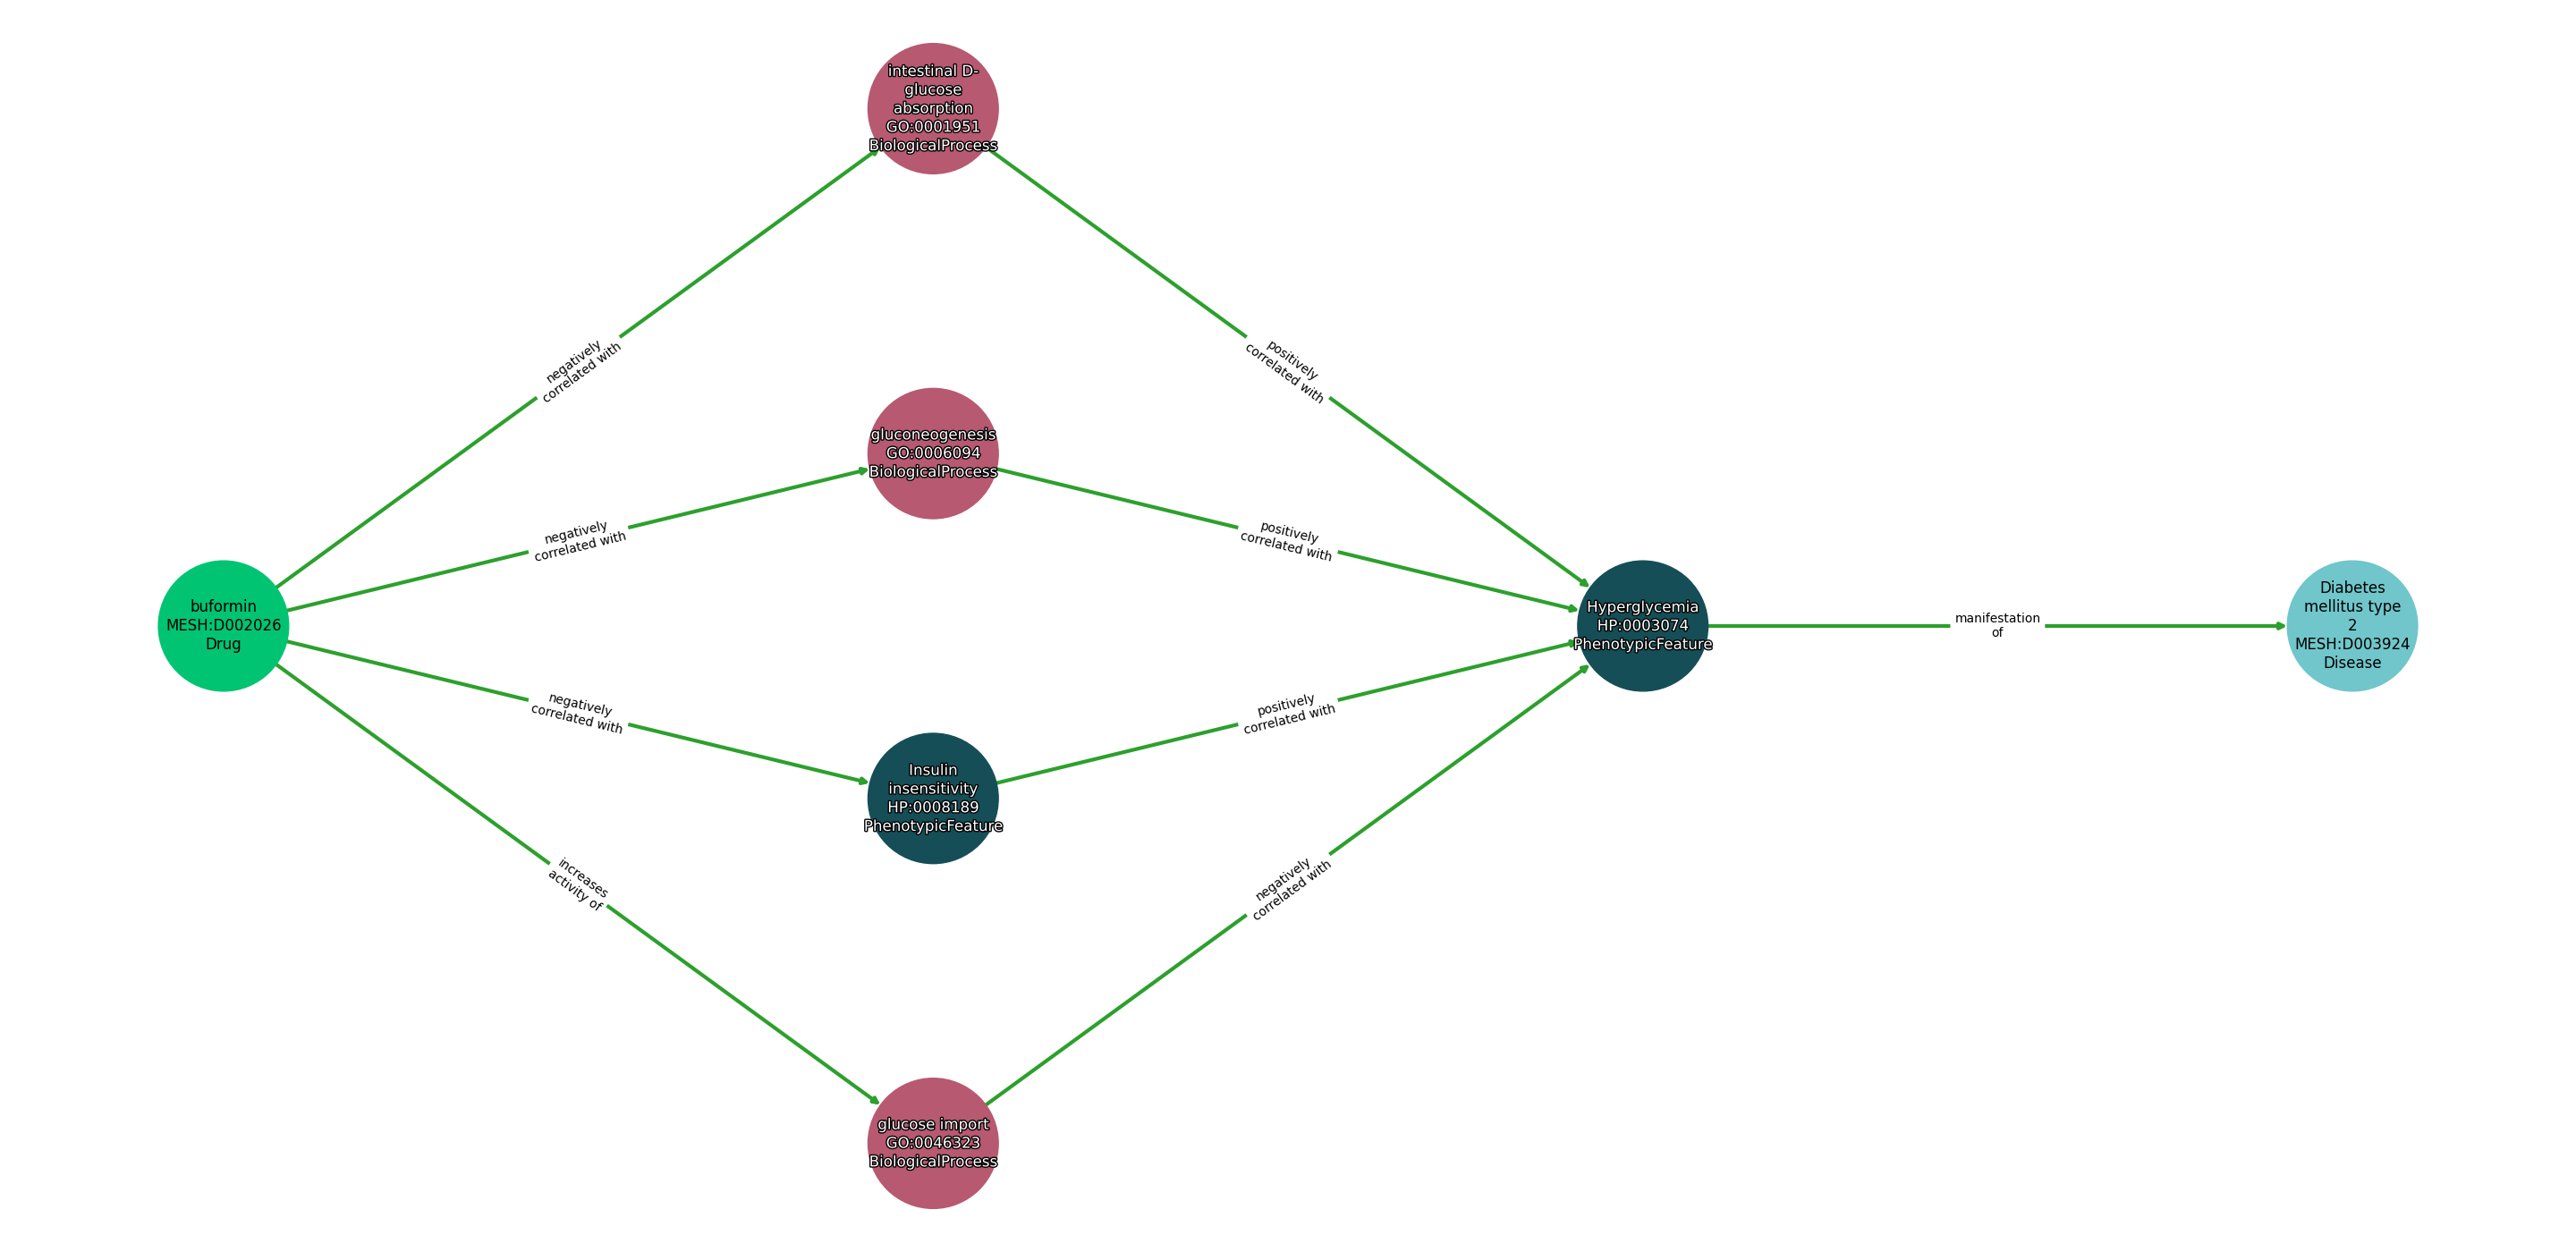 intestinal D-
glucose
absorption
GO:0001951
BiologicalProcess
negatively
correlated with
positively
correlated with
gluconeogenesis
GO:0006094
BiologicalProcess
negatively
correlated with
positively
correlated with
buformin
MESH:D002026
Drug
Hyperglycemia
HP:0003074
PhenotypicFeature
manifestation
of
Diabetes
mellitus type
2
MESH:D003924
Disease
negatively
correlated with
positively
correlated with
Insulin
insensitivity
HP:0008189
PhenotypicFeature
increases
activity of
negatively
correlated with
glucose import
GO:0046323
BiologicalProcess